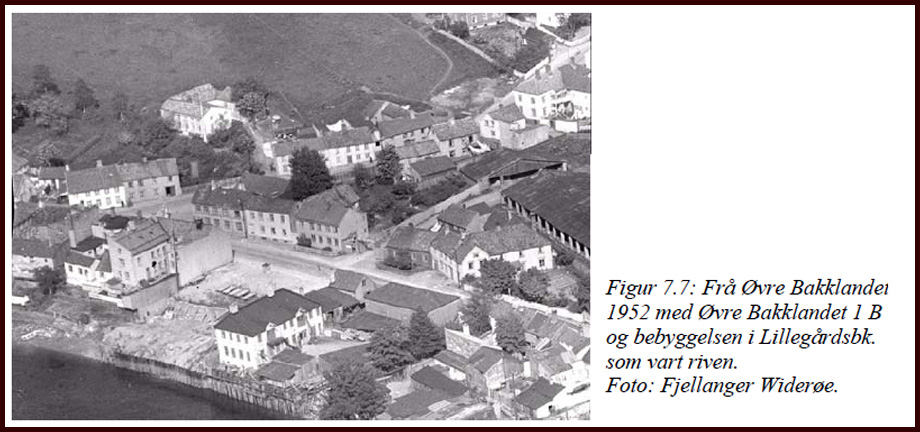 Figur 7.7: Frå Øvre Bakklandet
1952 med Øvre Bakklandet 1 B
og bebyggelsen i Lillegårdsbk.
som vart riven.
Foto: Fjellanger Widerøe.